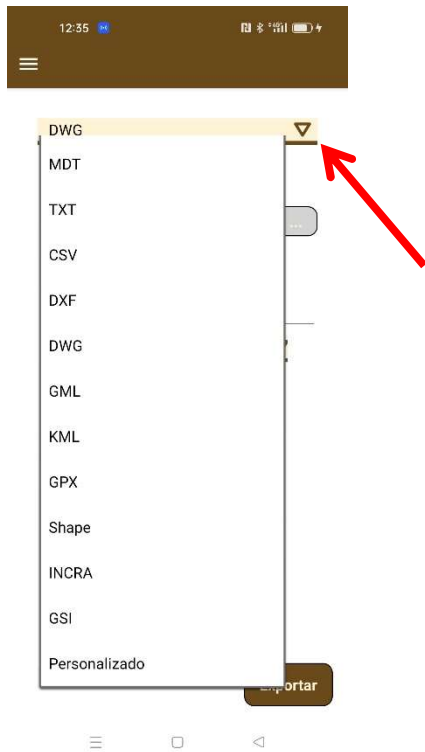 12:35
DWG
MDT
TXT
...
CSV
DXF
DWG
GML
KML
GPX
Shape
INCRA
GSI
Personalizado
Exportar